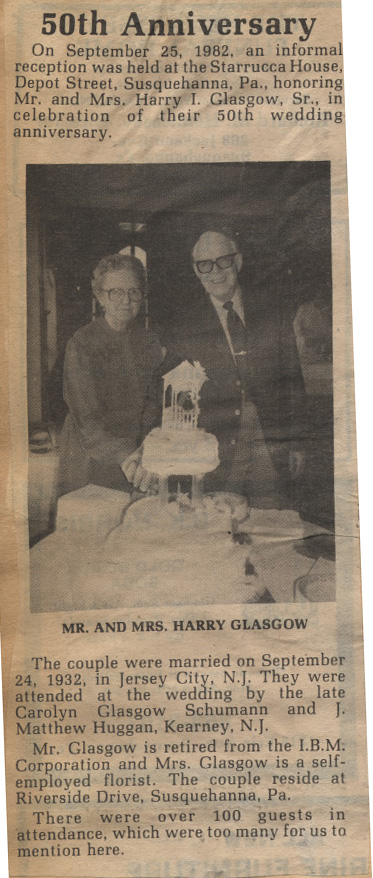 50th Anniversary
On September 25, 1982, an informal
reception was held at the Starrucca House,
Depot Street, Susquehanna, Pa., honoring
Mr. and Mrs. Harry I. Glasgow, Sr., in
celebration of their 50th wedding
anniversary.
MR. AND MRS. HARRY GLASGOW
The couple were married on September
24, 1932, in Jersey City, N.J. They were
attended at the wedding by the late
Carolyn Glasgow Schumann and J.
Matthew Huggan, Kearney, N.J.
Mr. Glasgow is retired from the I.B.M.
Corporation and Mrs. Glasgow is a self-
employed florist. The couple reside at
Riverside Drive, Susquehanna, Pa.
There were over 100 guests in
attendance, which were too many for us to
mention here.